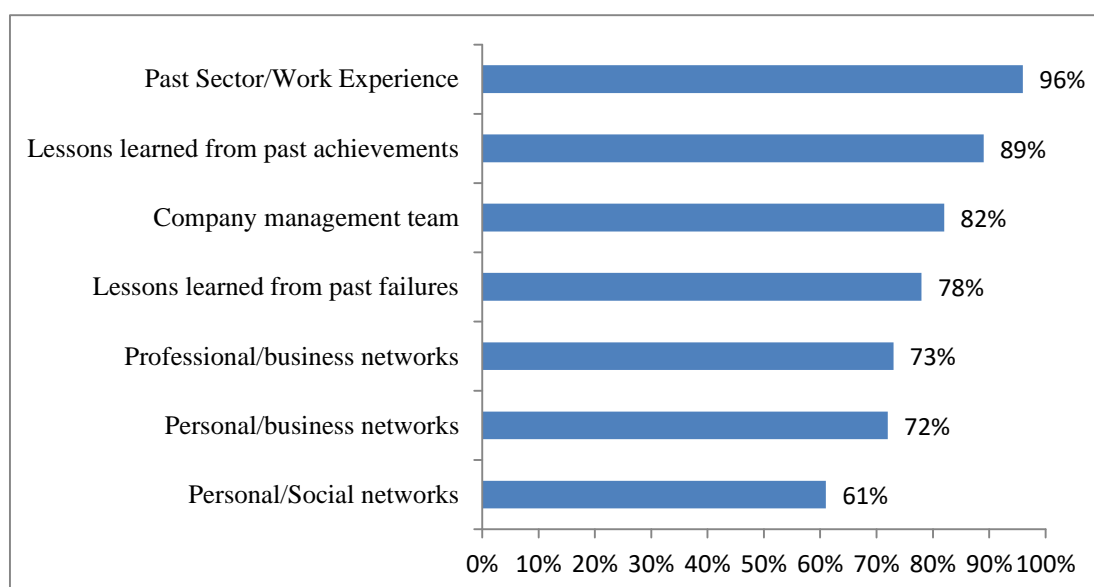 Past Sector/Work Experience 96%
Lessons learned from past achievements 89%
Company management team 82%
Lessons learned from past failures 78%
Professional/business networks 73%
Personal/business networks 72%
Personal/Social networks 61%
0% 10% 20% 30% 40% 50% 60% 70% 80% 90% 100%